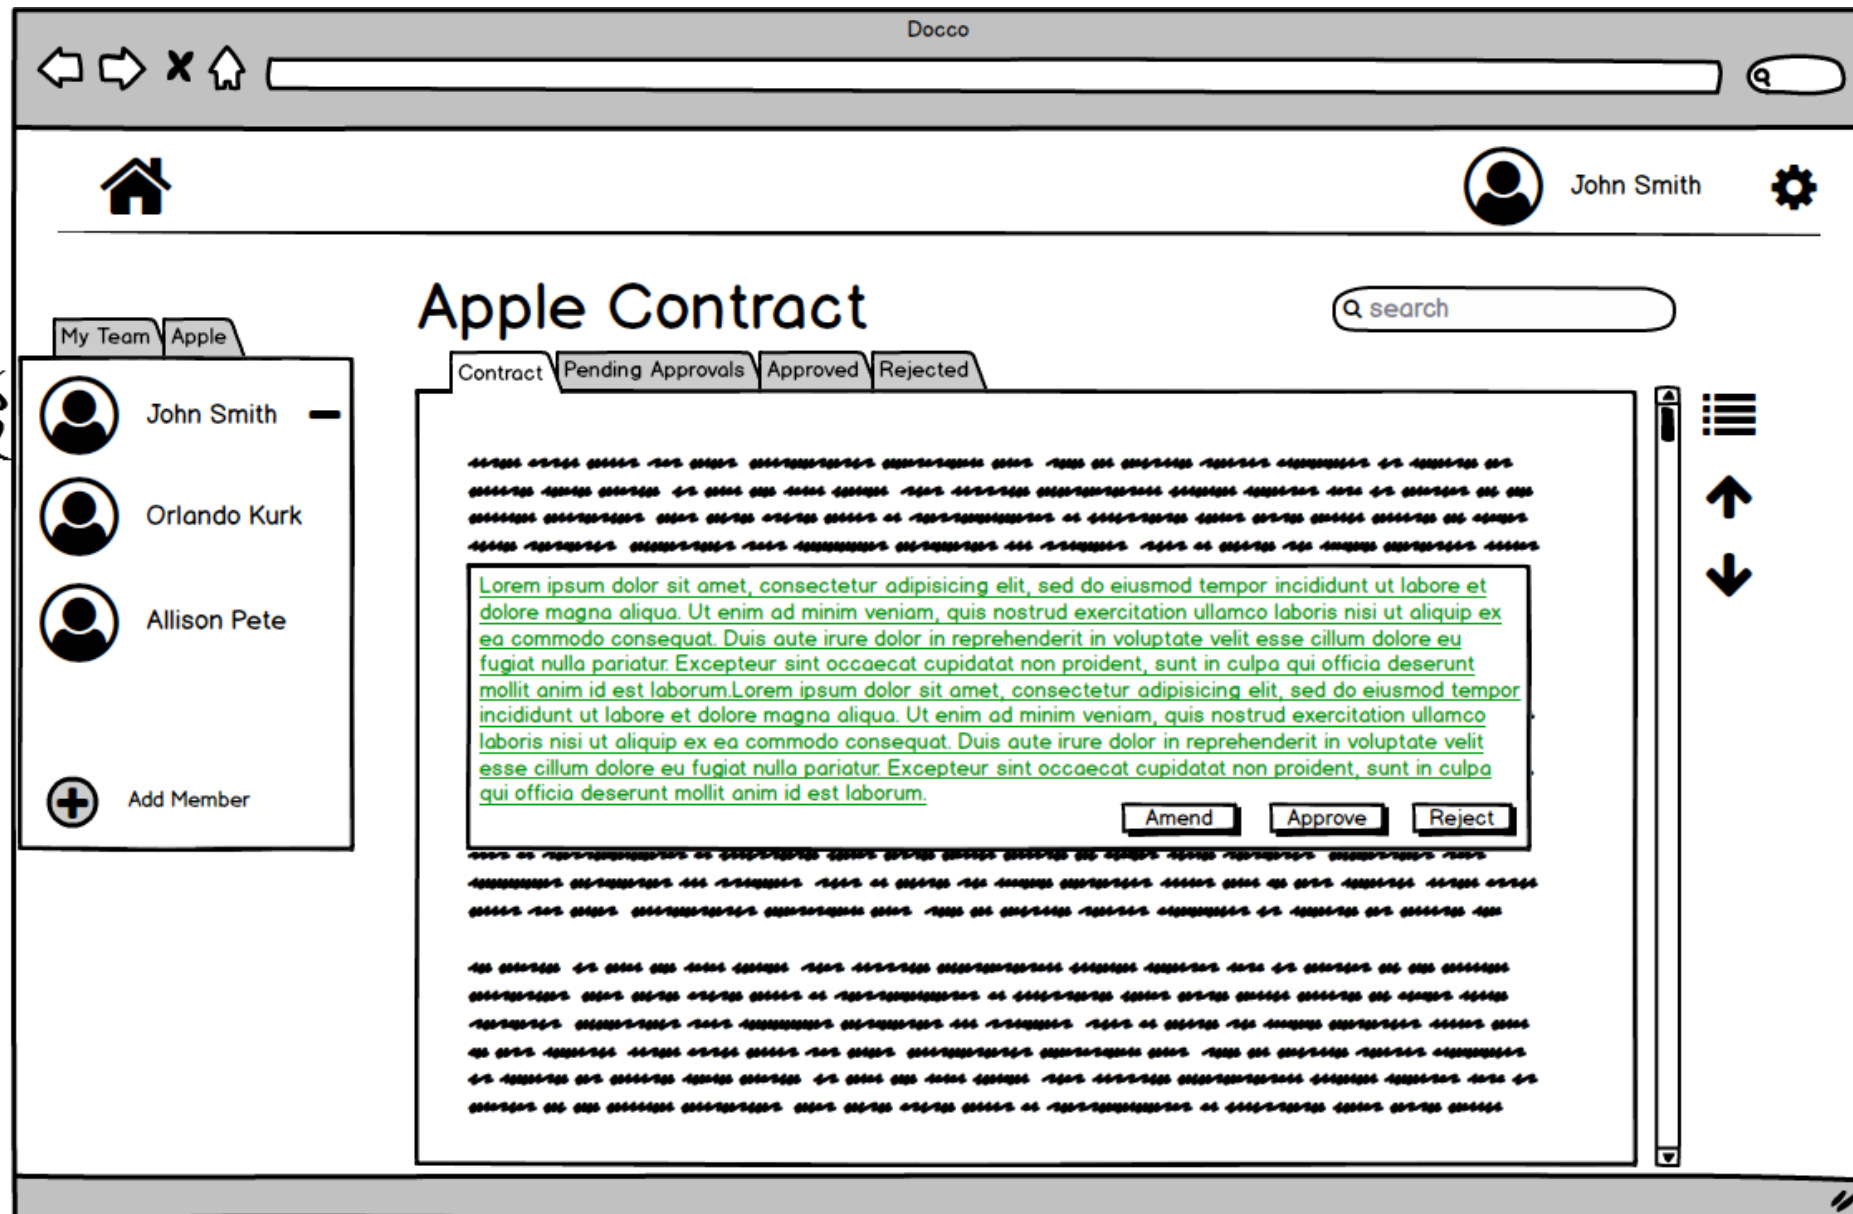 Docco
John Smith
Apple Contract
search
My Team Apple
Contract Pending Approvals Approved Rejected
John Smith
Orlando Kurk
Allison Pete
Add Member
Lorem ipsum dolor sit amet, consectetur adipisicing elit, sed do eiusmod tempor incididunt ut labore et
dolore magna aliqua. Ut enim ad minim veniam, quis nostrud exercitation ullamco laboris nisi ut aliquip ex
ea commodo consequat. Duis aute irure dolor in reprehenderit in voluptate velit esse cillum dolore eu
fugiat nulla pariatur. Excepteur sint occaecat cupidatat non proident, sunt in culpa qui officia deserunt
mollit anim id est laborum.Lorem ipsum dolor sit amet, consectetur adipisicing elit, sed do eiusmod tempor
incididunt ut labore et dolore magna aliqua. Ut enim ad minim veniam, quis nostrud exercitation ullamco
laboris nisi ut aliquip ex ea commodo consequat. Duis aute irure dolor in reprehenderit in voluptate velit
esse cillum dolore eu fugiat nulla pariatur. Excepteur sint occaecat cupidatat non proident, sunt in culpa
qui officia deserunt mollit anim id est laborum.
Amend Approve Reject